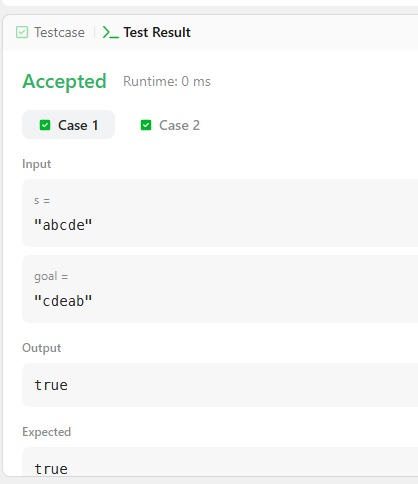 Testcase
Test Result
Accepted Runtime: 0 ms
Case 1 Case 2
Input
s =
"abcde"
goal =
"cdeab"
Output
true
Expected
true